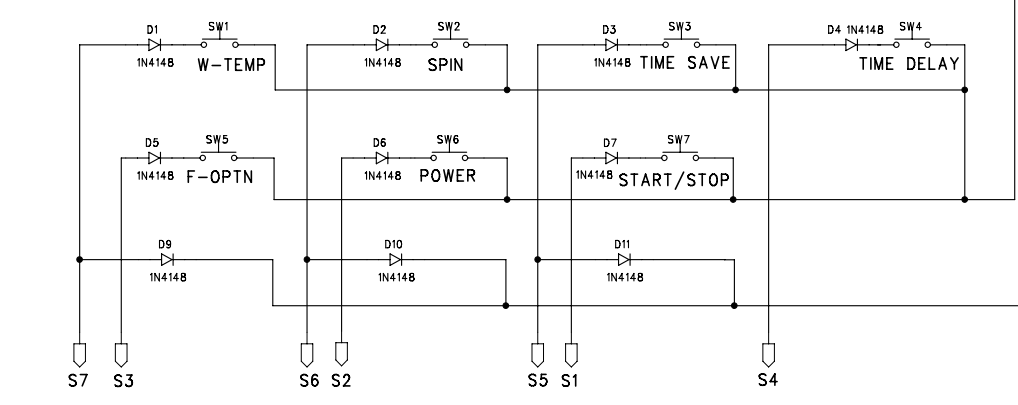 D1 SW1 D2 SW2 D3 SW3 D4 1N4148 SW4
1N4148 W-TEMP 1N4148 SPIN 1N4148 TIME SAVE TIME DELAY
D5 SW5 D6 SW6 D7 SW7
1N4148 F-OPTN 1N4148 POWER 1N4148 START/STOP
D9 D10 D11
1N4148 1N4148 1N4148
S7 S3 S6 S2 S5 S1 S4